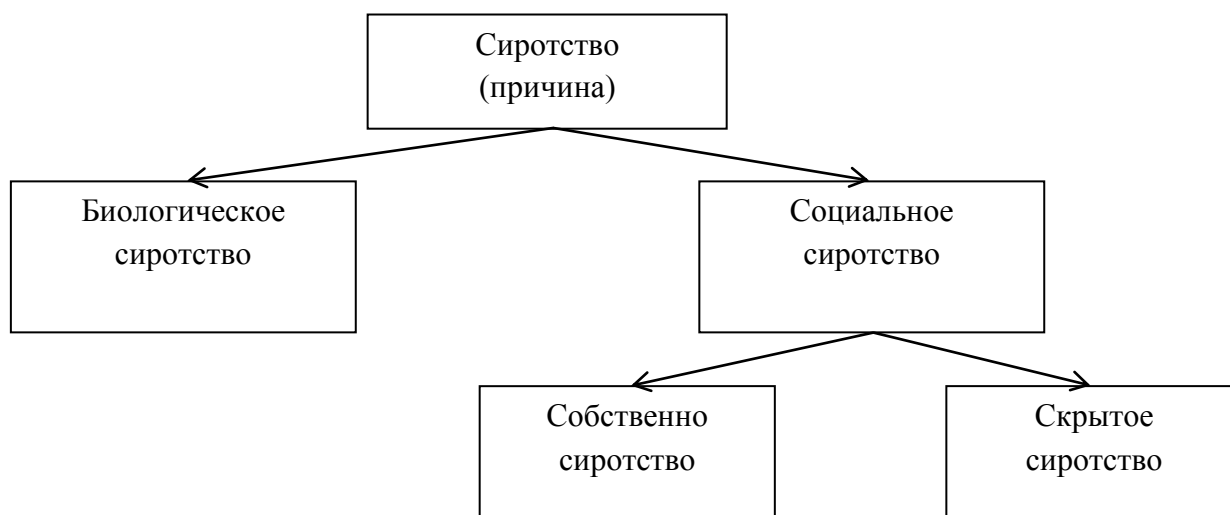 Сиротство
(причина)
Биологическое
сиротство
Социальное
сиротство
Собственно
сиротство
Скрытое
сиротство